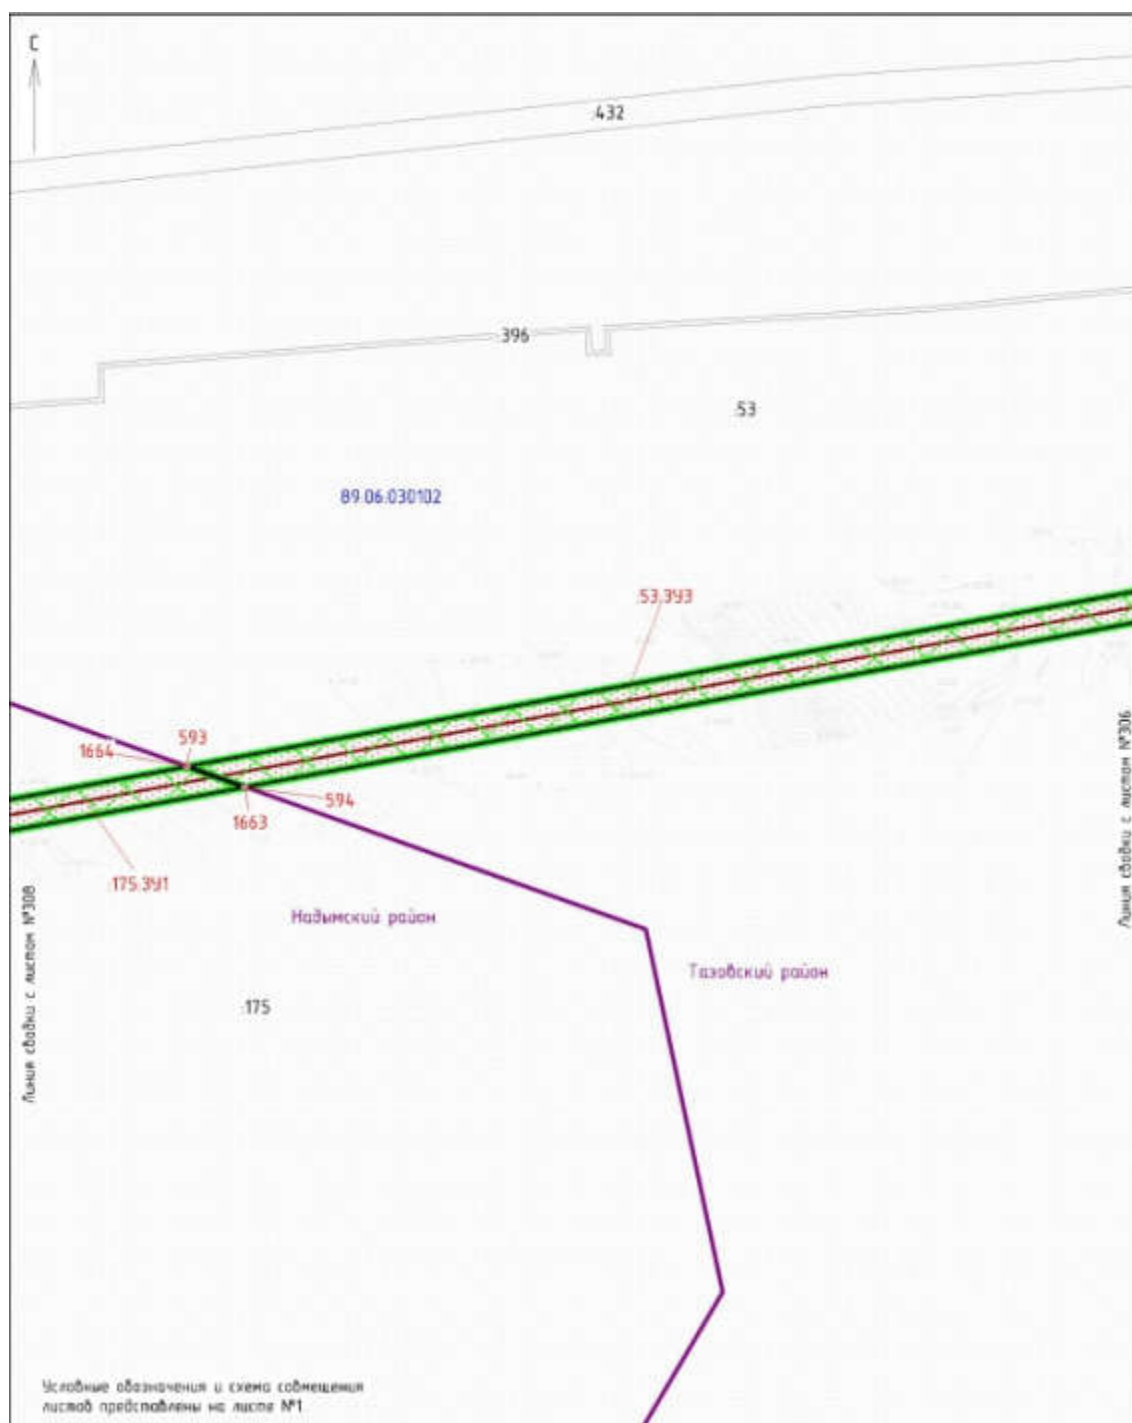 С
:432
:396
:53
89.06.030102
:53.ЗУ3
593
1664
594
1663
:175.ЗУ1
Линия сводки с листом №306
Линия сводки с листом №308
Надымский район
Тазовский район
:175
Условные обозначения и схема совмещения
листов представлены на листе №1